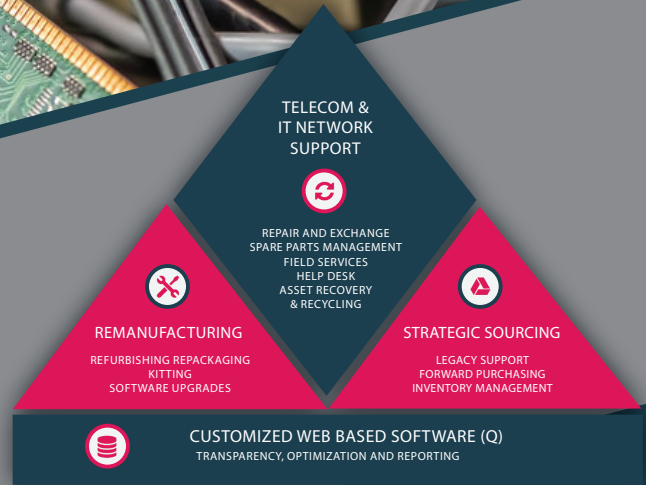 TELECOM &
IT NETWORK
SUPPORT
REPAIR AND EXCHANGE
SPARE PARTS MANAGEMENT
FIELD SERVICES
HELP DESK
ASSET RECOVERY
& RECYCLING
REMANUFACTURING
REFURBISHING REPACKAGING
KITTING
SOFTWARE UPGRADES
STRATEGIC SOURCING
LEGACY SUPPORT
FORWARD PURCHASING
INVENTORY MANAGEMENT
CUSTOMIZED WEB BASED SOFTWARE (Q)
TRANSPARENCY, OPTIMIZATION AND REPORTING